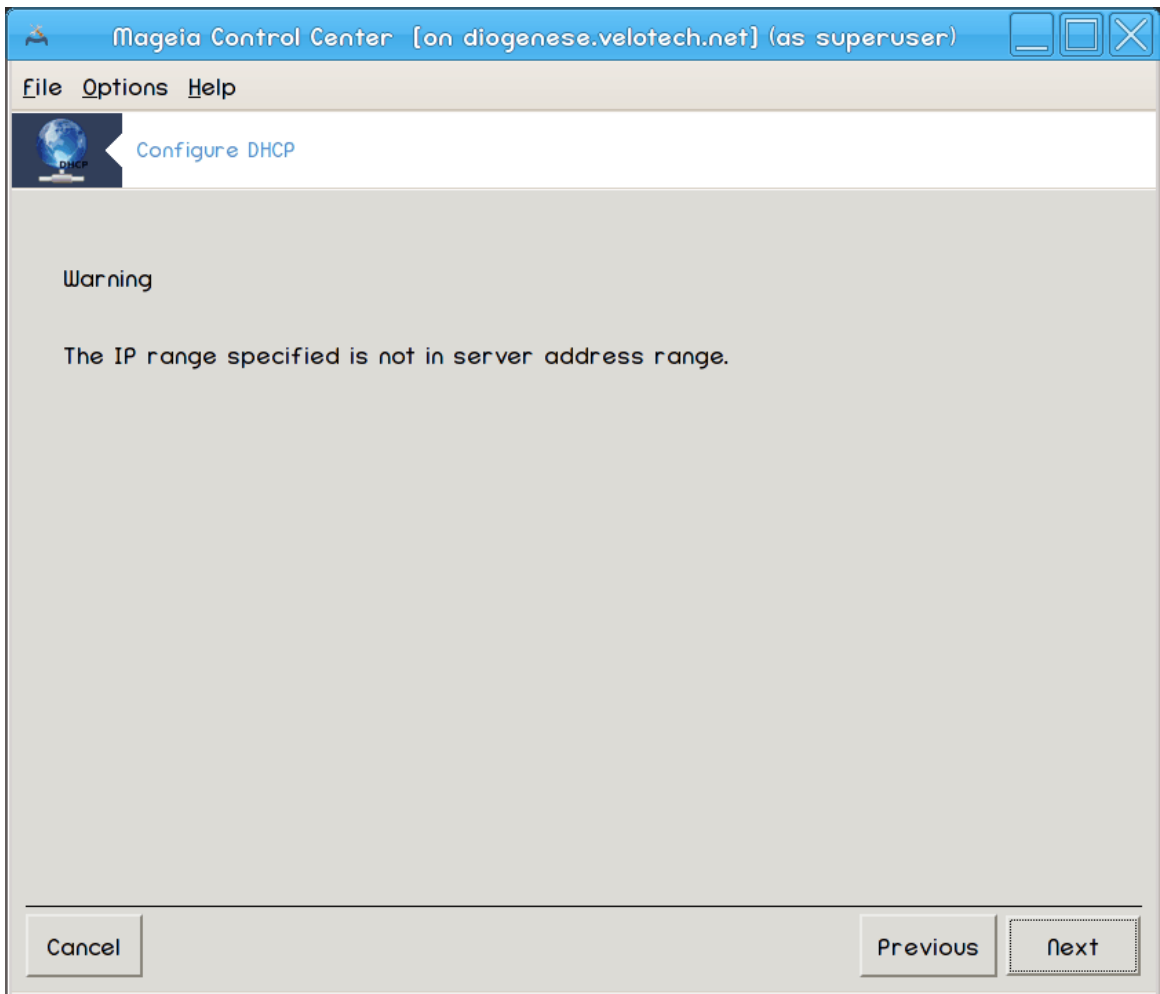 Mageia Control Center [on diogenese.velotech.net] (as superuser)
File Options Help
DHCP
Configure DHCP
Warning
The IP range specified is not in server address range.
Cancel Previous Next